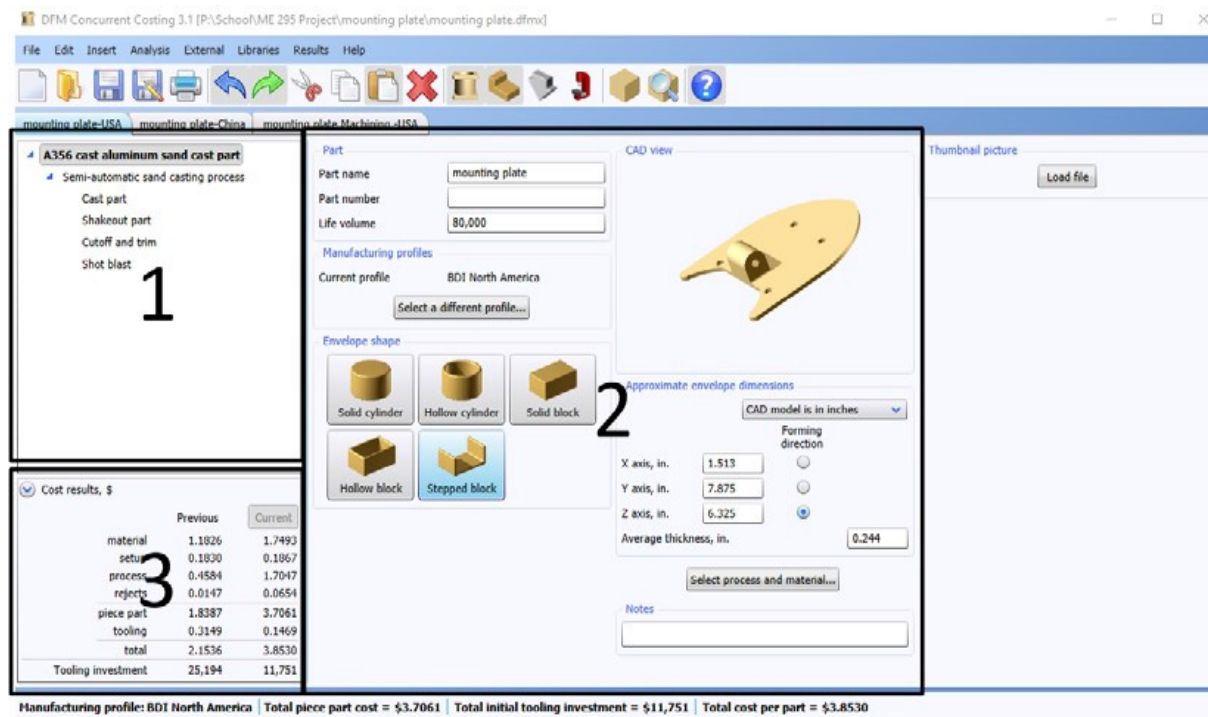 DFM Concurrent Costing 3.1 [P:\School\ME 295 Project\mounting plate\mounting plate.dfmx]
File Edit Insert Analysis External Libraries Results Help
mounting plate-USA mounting plate-China mounting plate Machining -USA
A356 cast aluminum sand cast part
Semi-automatic sand casting process
Cast part
Shakeout part
Cutoff and trim
Shot blast
1
Part
Part name mounting plate
Part number
Life volume 80,000
Manufacturing profiles
Current profile BDI North America
Select a different profile...
Envelope shape
Solid cylinder Hollow cylinder Solid block
Hollow block Stepped block
2
CAD view
Approximate envelope dimensions
CAD model is in inches
Forming
direction
X axis, in. 1.513
Y axis, in. 7.875
Z axis, in. 6.325
Average thickness, in. 0.244
Select process and material...
Notes
Thumbnail picture
Load file
Cost results, $
Previous Current
material 1.1826 1.7493
setup 0.1830 0.1867
process 0.4584 1.7047
rejects 0.0147 0.0654
piece part 1.8387 3.7061
tooling 0.3149 0.1469
total 2.1536 3.8530
Tooling investment 25,194 11,751
3
Manufacturing profile: BDI North America Total piece part cost = $3.7061 Total initial tooling investment = $11,751 Total cost per part = $3.8530